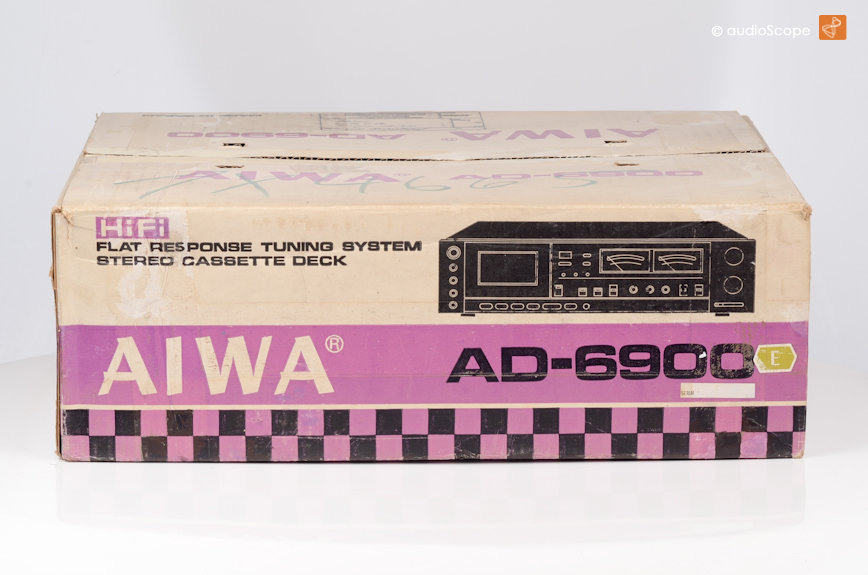 © audioScope
AIWA AD-6900
AIWA® AD-6900
HiFi
FLAT RESPONSE TUNING SYSTEM
STEREO CASSETTE DECK
AIWA® AD-6900 E